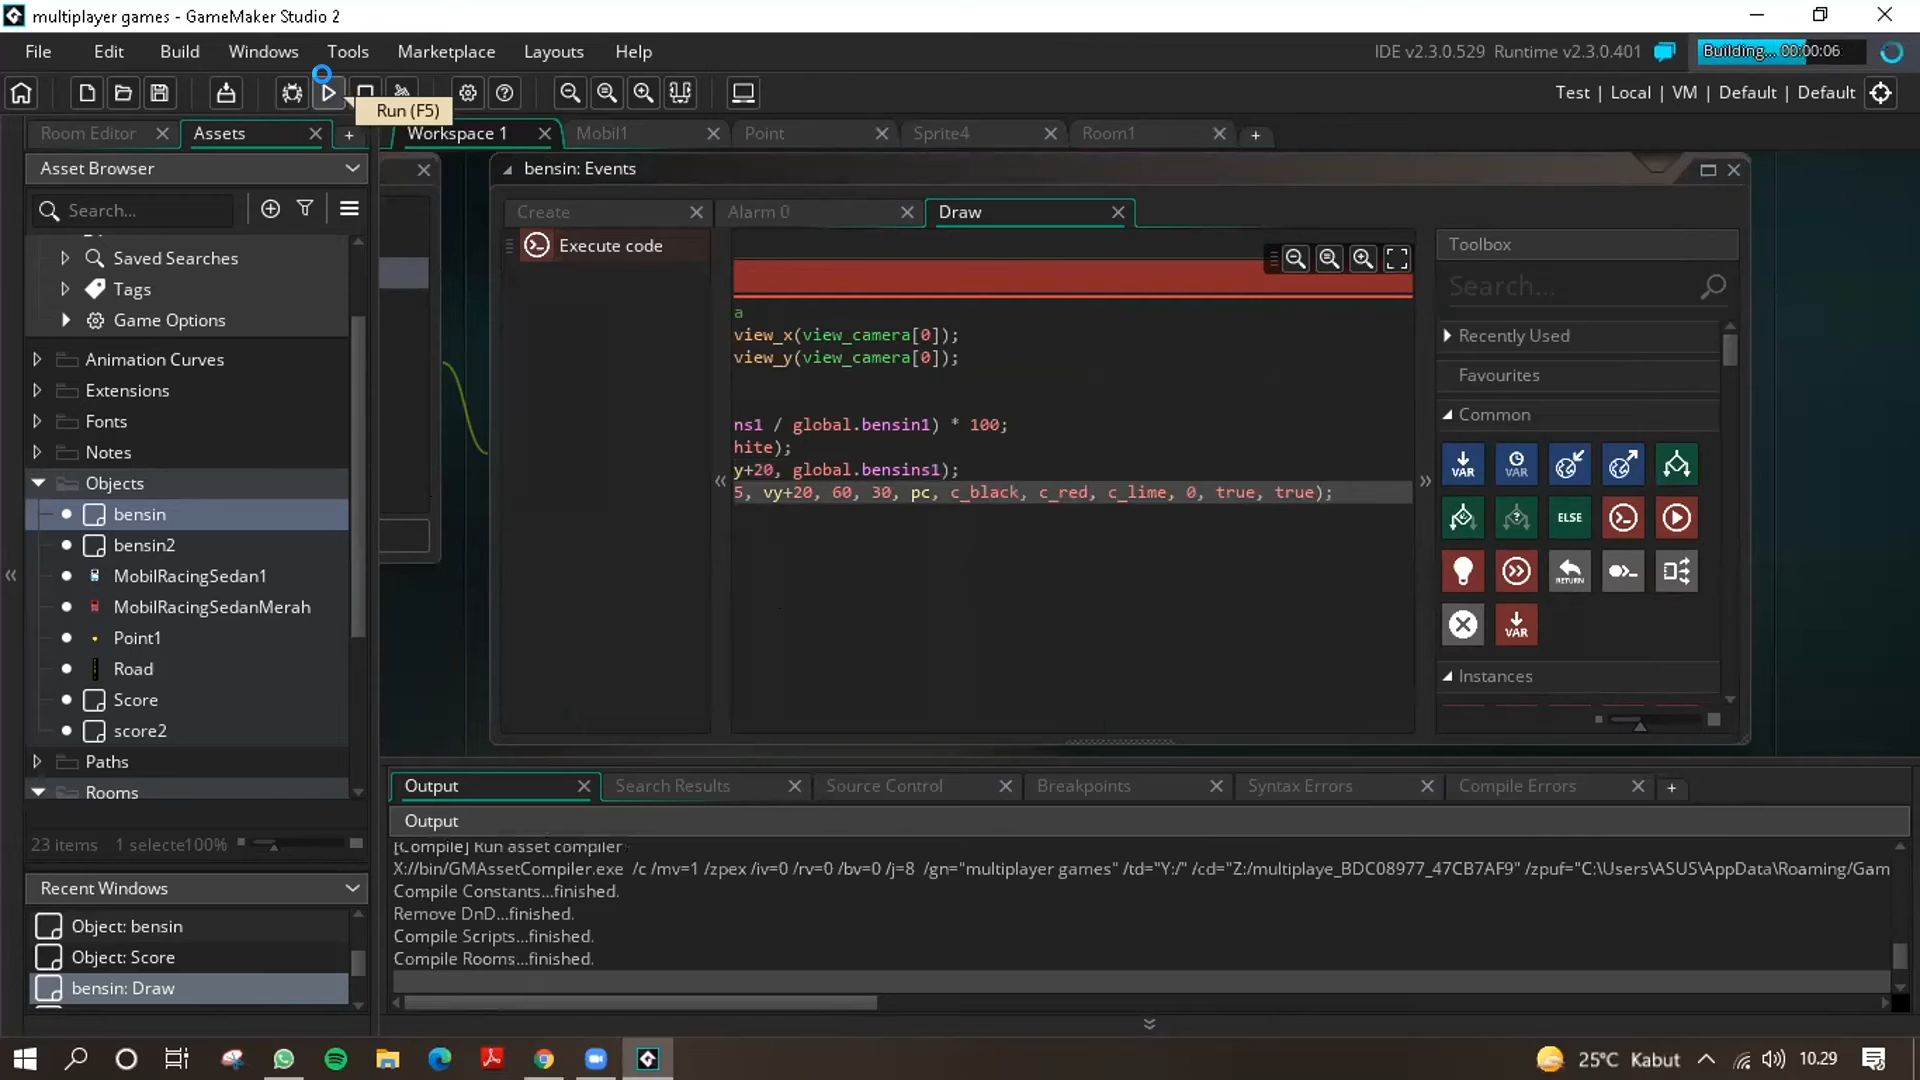 multiplayer games - GameMaker Studio 2
File Edit Build Windows Tools Marketplace Layouts Help
IDE v2.3.0.529 Runtime v2.3.0.401
Building... 00:00:06
Run (F5)
Test | Local | VM | Default | Default
Room Editor
Assets
Workspace 1
Mobil1
Point
Sprite4
Room1
Asset Browser
Search...
Saved Searches
Tags
Game Options
Animation Curves
Extensions
Fonts
Notes
Objects
bensin
bensin2
MobilRacingSedan1
MobilRacingSedanMerah
Point1
Road
Score
score2
Paths
Rooms
23 items 1 selecte100%
Recent Windows
Object: bensin
Object: Score
bensin: Draw
bensin: Events
Create
Alarm 0
Draw
Execute code
a
view_x(view_camera[0]);
view_y(view_camera[0]);
ns1 / global.bensin1) * 100;
hite);
y+20, global.bensins1);
5, vy+20, 60, 30, pc, c_black, c_red, c_lime, 0, true, true);
Toolbox
Search...
Recently Used
Favourites
Common
VAR
VAR
ELSE
RETURN
VAR
Instances
Output
Search Results
Source Control
Breakpoints
Syntax Errors
Compile Errors
Output
[Compile] Run asset compiler
X://bin/GMAssetCompiler.exe /c /mv=1 /zpex /iv=0 /rv=0 /bv=0 /j=8 /gn="multiplayer games" /td="Y:/" /cd="Z:/multiplaye_BDC08977_47CB7AF9" /zpuf="C:\Users\ASUS\AppData\Roaming/Gam
Compile Constants...finished.
Remove DnD...finished.
Compile Scripts...finished.
Compile Rooms...finished.
25°C Kabut
10.29